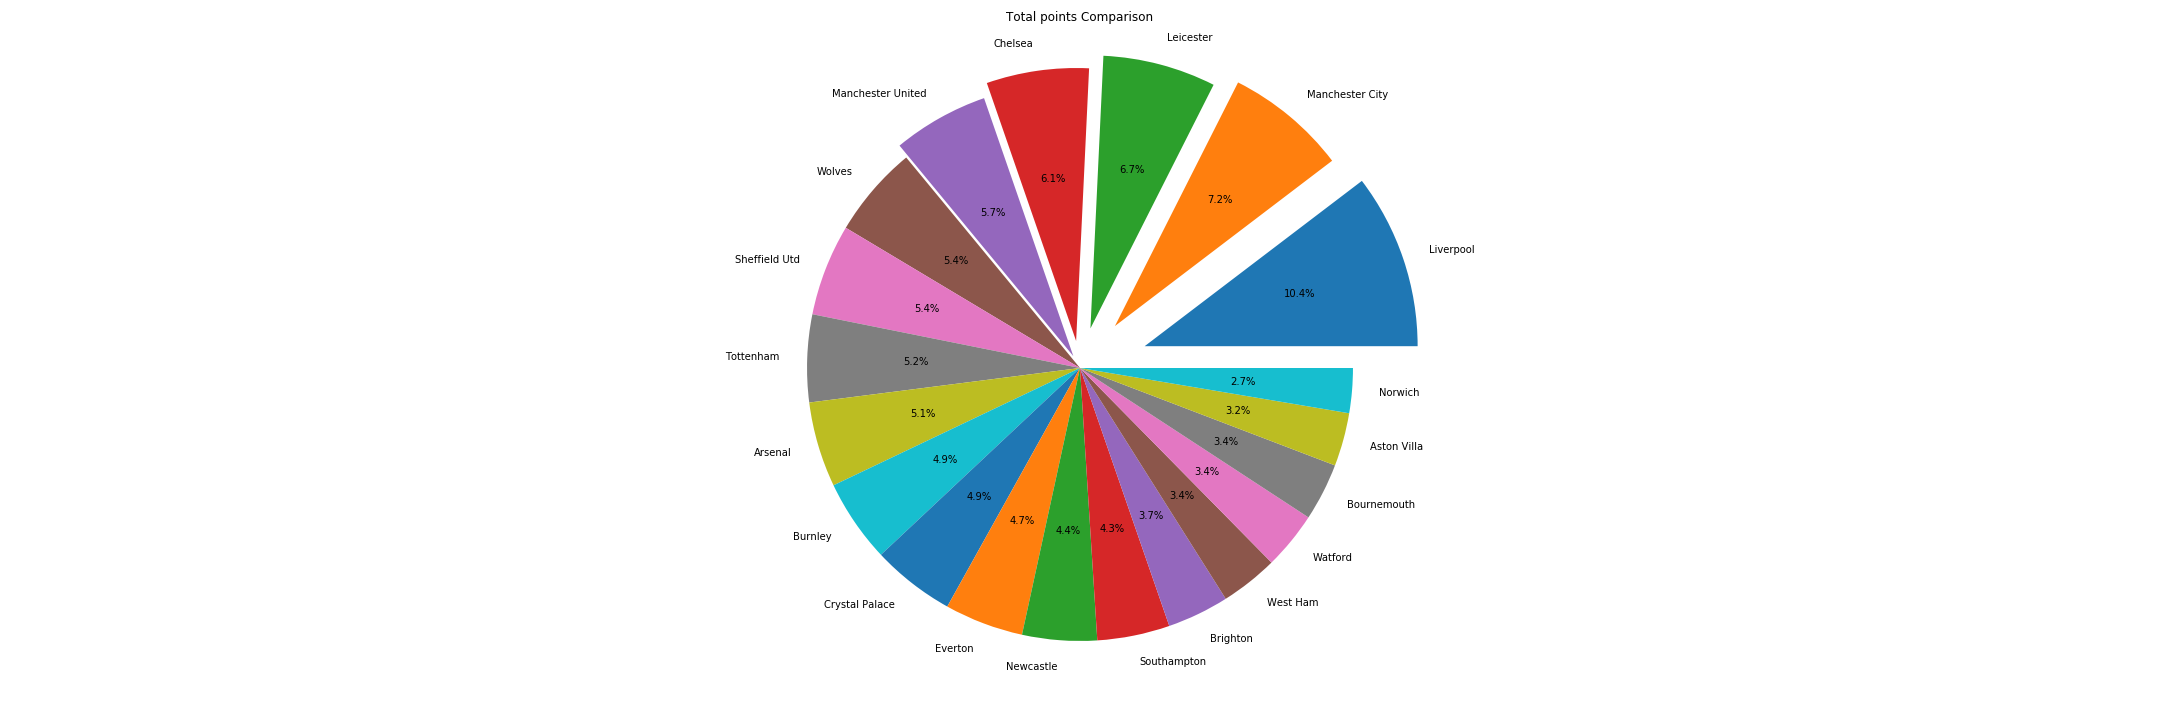 Total points Comparison
Liverpool
10.4%
Manchester City
7.2%
Leicester
6.7%
Chelsea
6.1%
Manchester United
5.7%
Wolves
5.4%
Sheffield Utd
5.4%
Tottenham
5.2%
Arsenal
5.1%
Burnley
4.9%
Crystal Palace
4.9%
Everton
4.7%
Newcastle
4.4%
Southampton
4.3%
Brighton
3.7%
West Ham
3.4%
Watford
3.4%
Bournemouth
3.4%
Aston Villa
3.2%
Norwich
2.7%